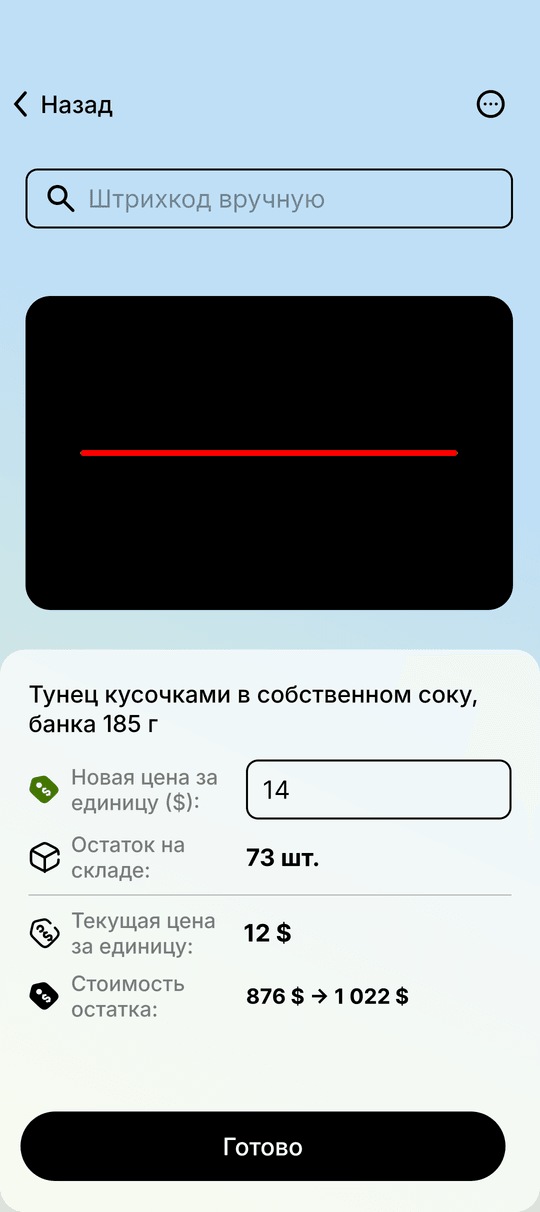 Назад
Штрихкод вручную
Тунец кусочками в собственном соку,
банка 185 г
Новая цена за
единицу ($):
14
Остаток на
складе:
73 шт.
Текущая цена
за единицу:
12 $
Стоимость
остатка:
876 $ → 1 022 $
Готово